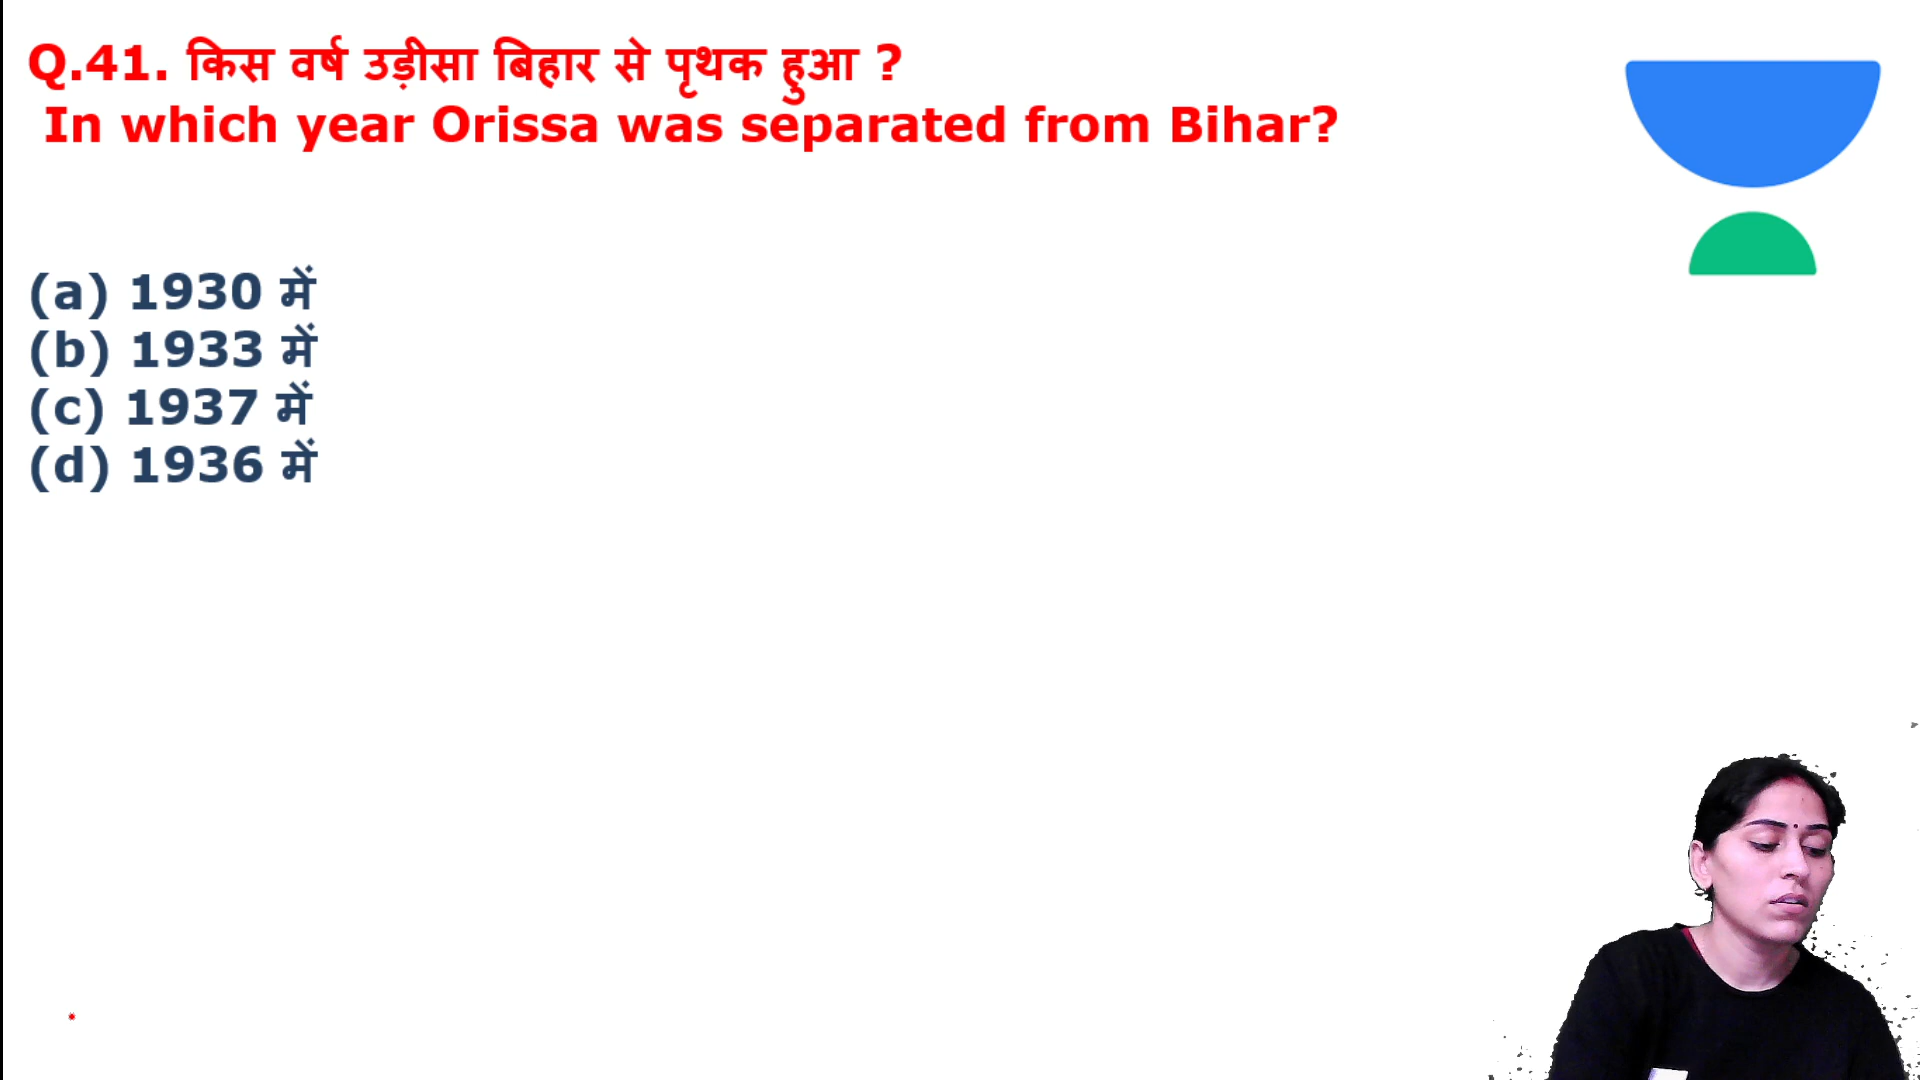 Q.41. किस वर्ष उड़ीसा बिहार से पृथक हुआ ?
In which year Orissa was separated from Bihar?
(a) 1930 में
(b) 1933 में
(c) 1937 में
(d) 1936 में